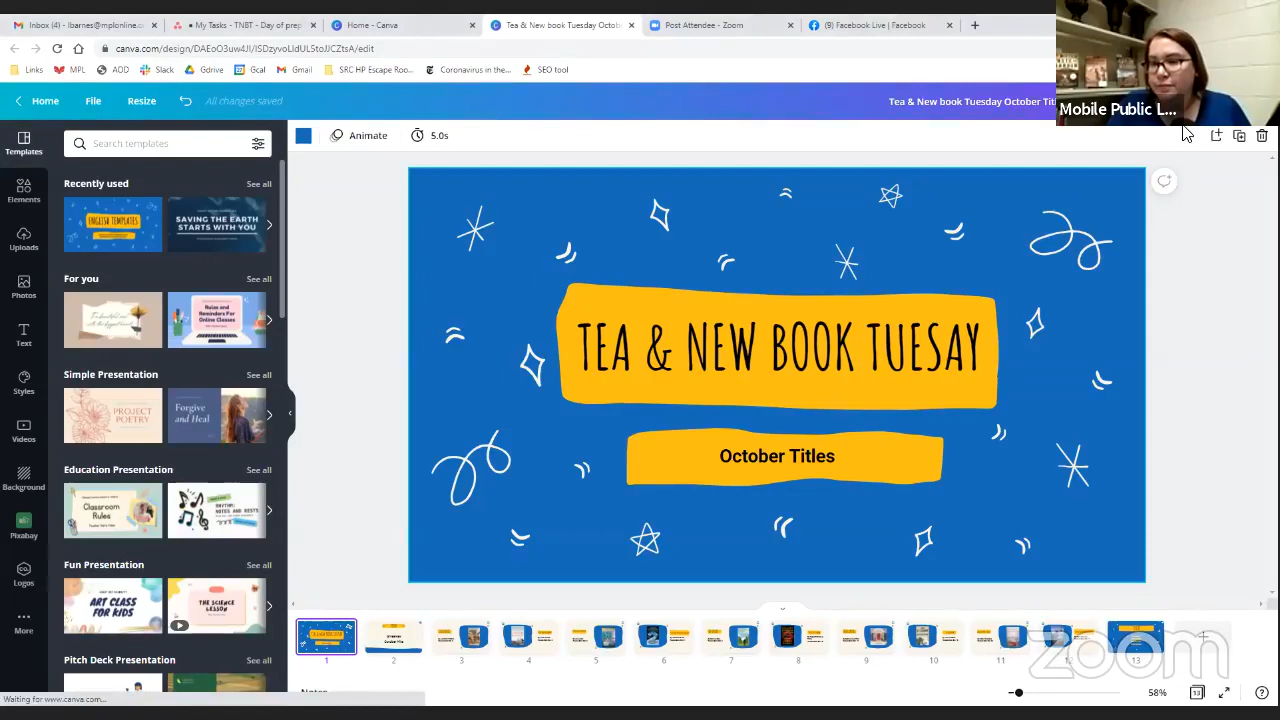 Inbox (4) - lbarnes@mplonline.
My Tasks - TNBT - Day of prep
Home - Canva
Tea & New book Tuesday Octob
Post Attendee - Zoom
(9) Facebook Live | Facebook
canva.com/design/DAEoO3uw4JI/ISDzyvoLldUL5toJJCZtsA/edit
Links
MPL
ADD
Slack
Gdrive
Gcal
Gmail
SRC HP Escape Roo...
Coronavirus in the...
SEO tool
Mobile Public L...
Home
File
Resize
All changes saved
Tea & New book Tuesday October Titl
Templates
Search templates
Animate
5.0s
Elements
Uploads
Photos
Text
Styles
Videos
Background
Pixabay
Logos
More
Recently used
See all
ENGLISH TEMPLATES
SAVING THE EARTH
STARTS WITH YOU
For you
See all
Rules and
Reminders For
Online Classes
Simple Presentation
See all
PROJECT
POETRY
Forgive
and Heal
Education Presentation
See all
Classroom
Rules
RHYTHM:
NOTES AND RESTS
Fun Presentation
See all
ART CLASS
FOR KIDS
THE SCIENCE
LESSON
Pitch Deck Presentation
See all
TEA & NEW BOOK TUESAY
October Titles
1
2
3
4
5
6
7
8
9
10
11
12
13
zoom
Notes
Waiting for www.canva.com...
58%
13